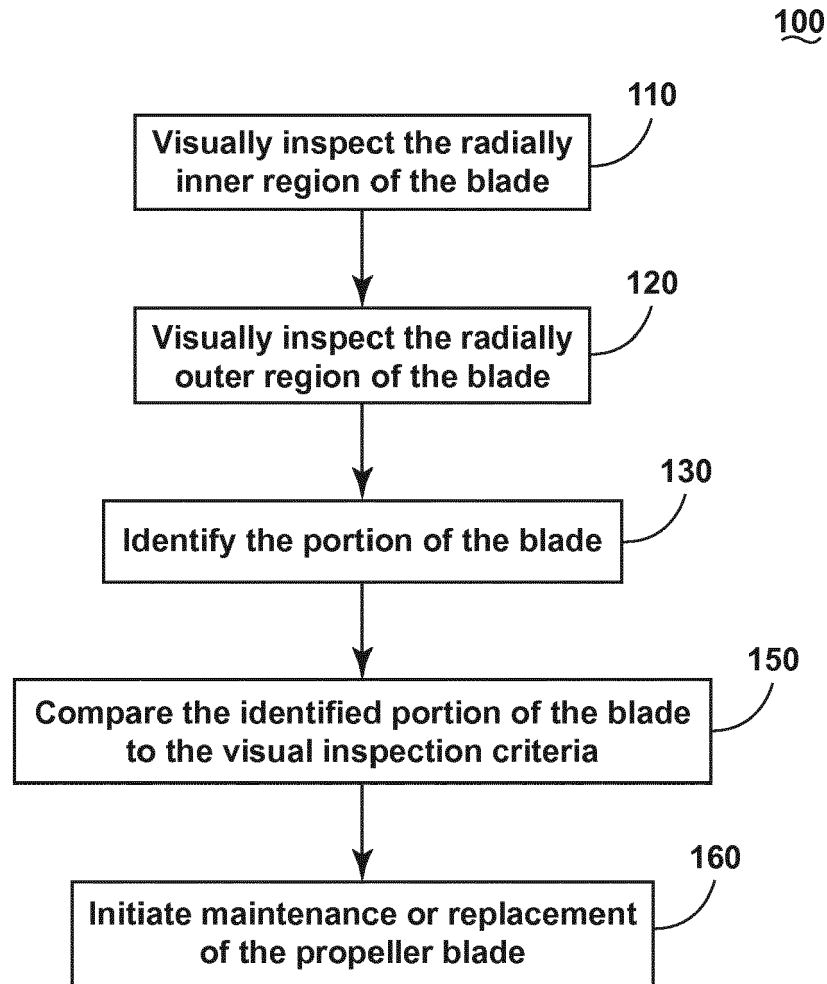 100
110
Visually inspect the radially
inner region of the blade
120
Visually inspect the radially
outer region of the blade
130
Identify the portion of the blade
150
Compare the identified portion of the blade
to the visual inspection criteria
160
Initiate maintenance or replacement
of the propeller blade